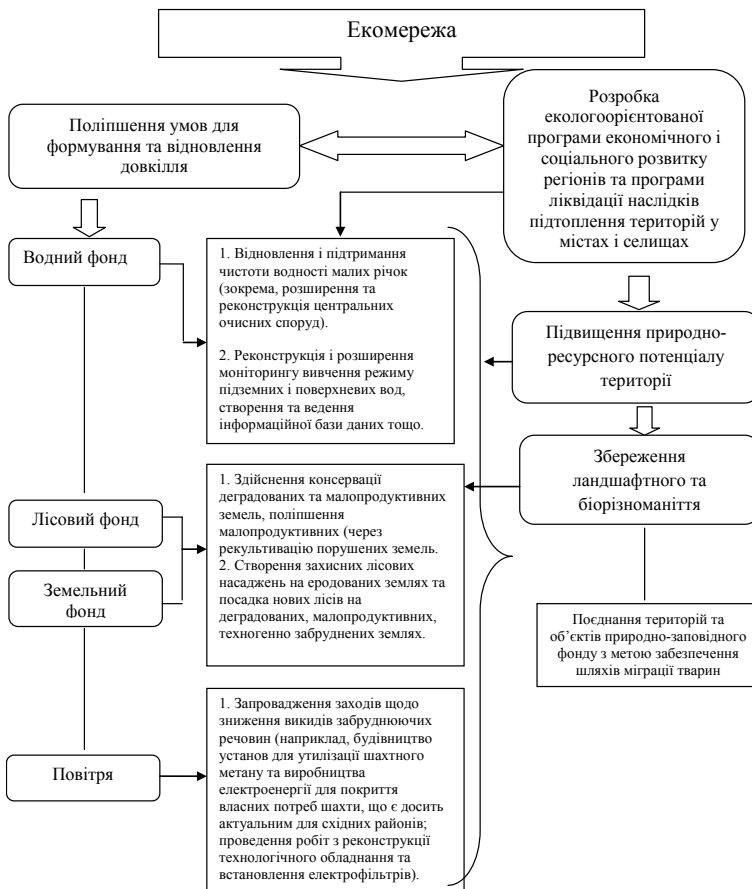 Екомережа
Поліпшення умов для
формування та відновлення
довкілля
Розробка
екологоорієнтованої
програми економічного і
соціального розвитку
регіонів та програми
ліквідації наслідків
підтоплення територій у
містах і селищах
Водний фонд
1. Відновлення і підтримання
чистоти водності малих річок
(зокрема, розширення та
реконструкція центральних
очисних споруд).
2. Реконструкція і розширення
моніторингу вивчення режиму
підземних і поверхневих вод,
створення та ведення
інформаційної бази даних тощо.
Підвищення природно-
ресурсного потенціалу
території
Збереження
ландшафтного та
біорізноманіття
Лісовий фонд
Земельний
фонд
1. Здійснення консервації
деградованих та малопродуктивних
земель, поліпшення
малопродуктивних (через
рекультивацію порушених земель.
2. Створення захисних лісових
насаджень на еродованих землях та
посадка нових лісів на
деградованих, малопродуктивних,
техногенно забруднених землях.
Поєднання територій та
об’єктів природно-заповідного
фонду з метою забезпечення
шляхів міграції тварин
Повітря
1. Запровадження заходів щодо
зниження викидів забруднюючих
речовин (наприклад, будівництво
установ для утилізації шахтного
метану та виробництва
електроенергії для покриття
власних потреб шахти, що є досить
актуальним для східних районів;
проведення робіт з реконструкції
технологічного обладнання та
встановлення електрофільтрів).